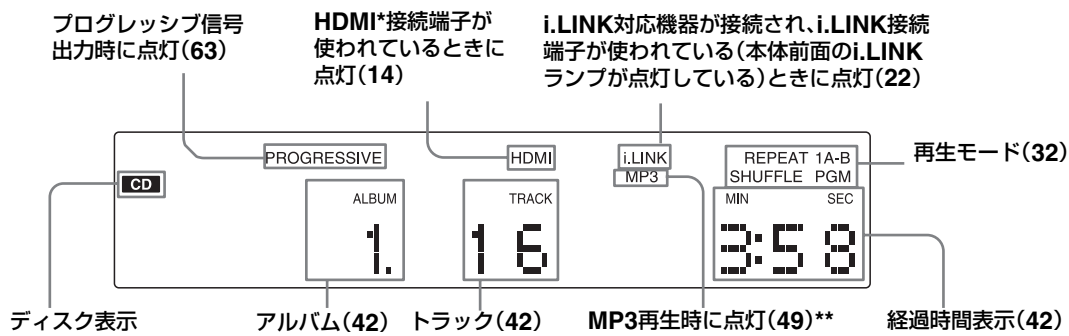 プログレッシブ信号
出力時に点灯(63)
HDMI*接続端子が
使われているときに
点灯(14)
i.LINK対応機器が接続され、i.LINK接続
端子が使われている(本体前面のi.LINK
ランプが点灯している)ときに点灯(22)
PROGRESSIVE
HDMI
i.LINK
MP3
REPEAT 1A-B
SHUFFLE PGM
再生モード(32)
CD
ALBUM
1.
TRACK
16
MIN SEC
3:58
ディスク表示
アルバム(42)
トラック(42)
MP3再生時に点灯(49)**
経過時間表示(42)